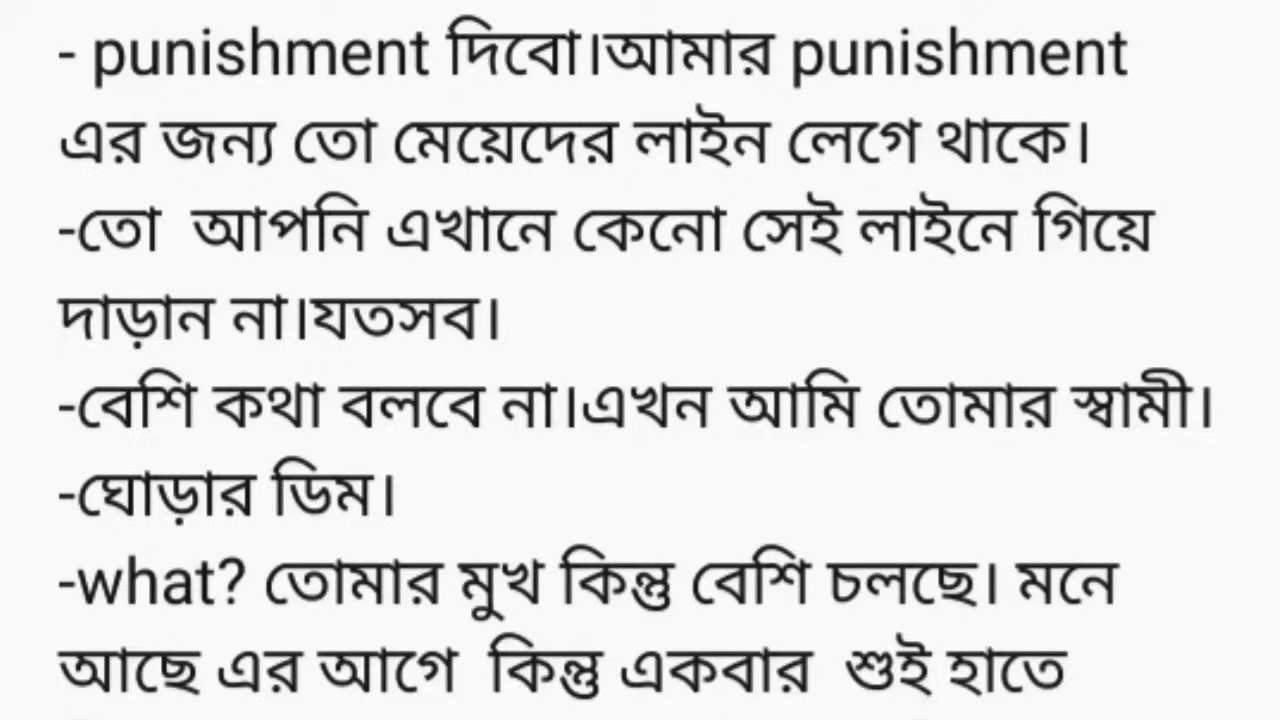 - punishment দিবো।আমার punishment
এর জন্য তো মেয়েদের লাইন লেগে থাকে।
-তো আপনি এখানে কেনো সেই লাইনে গিয়ে
দাড়ান না।যতসব।
-বেশি কথা বলবে না।এখন আমি তোমার স্বামী।
-ঘোড়ার ডিম।
-what? তোমার মুখ কিন্তু বেশি চলছে। মনে
আছে এর আগে কিন্তু একবার শুই হাতে